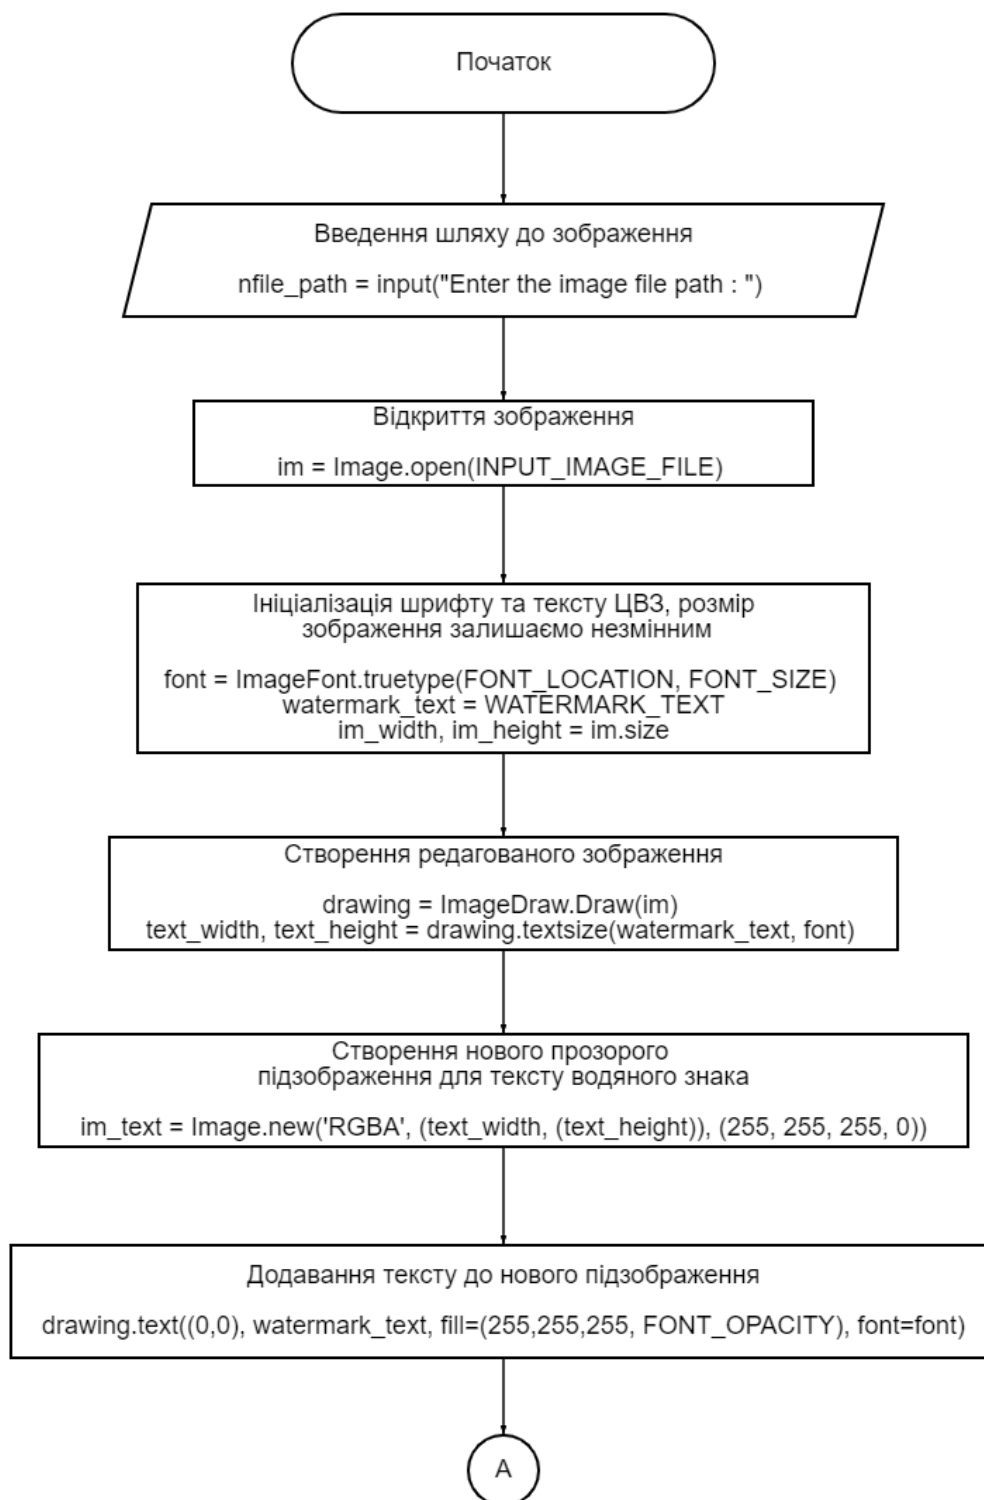 Початок
Введення шляху до зображення
nfile_path = input("Enter the image file path : ")
Відкриття зображення
im = Image.open(INPUT_IMAGE_FILE)
Ініціалізація шрифту та тексту ЦВЗ, розмір
зображення залишаємо незмінним
font = ImageFont.truetype(FONT_LOCATION, FONT_SIZE)
watermark_text = WATERMARK_TEXT
im_width, im_height = im.size
Створення редагованого зображення
drawing = ImageDraw.Draw(im)
text_width, text_height = drawing.textsize(watermark_text, font)
Створення нового прозорого
підзображення для тексту водяного знака
im_text = Image.new('RGBA', (text_width, (text_height)), (255, 255, 255, 0))
Додавання тексту до нового підзображення
drawing.text((0,0), watermark_text, fill=(255,255,255, FONT_OPACITY), font=font)
A